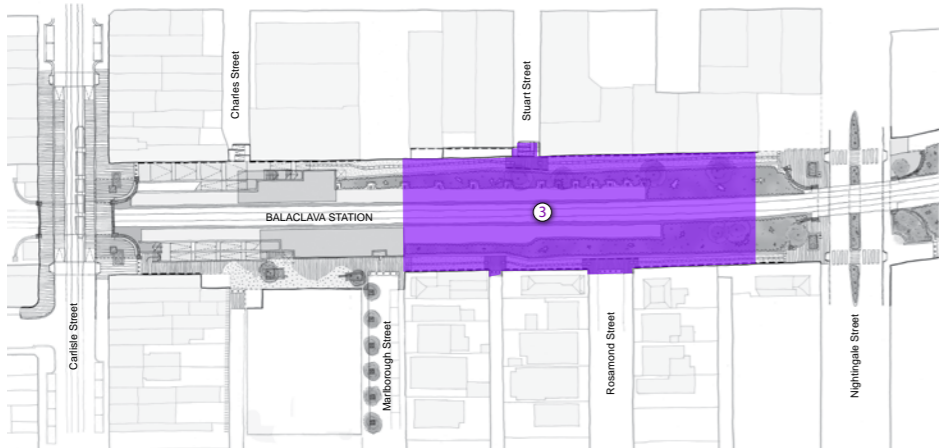 Charles Street
Stuart Street
BALACLAVA STATION
3
Carlisle Street
Marlborough Street
Rosamond Street
Nightingale Street